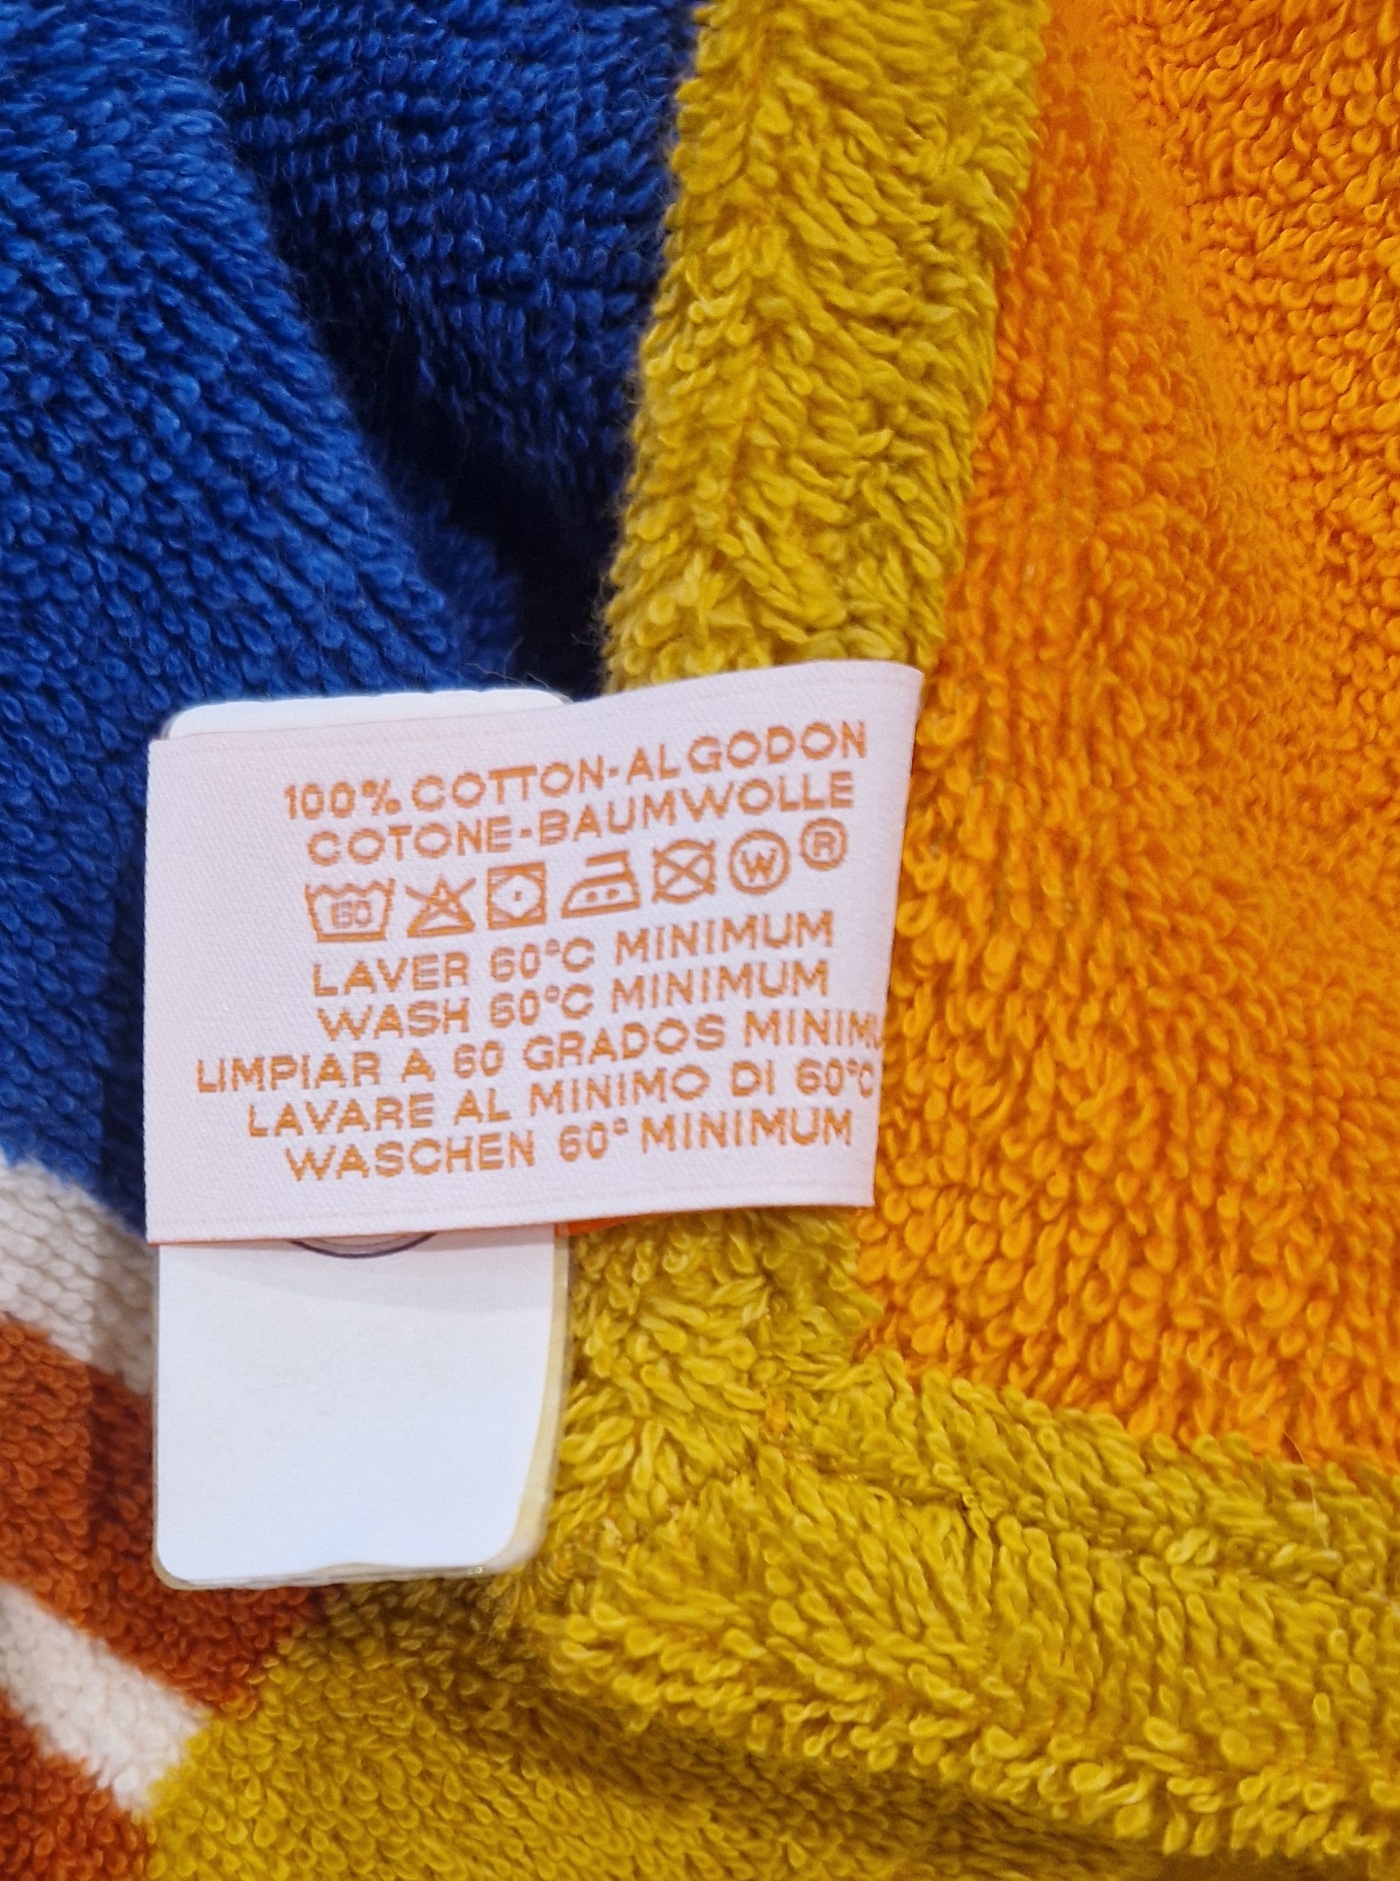 100% COTTON-ALGODON
COTONE-BAUMWOLLE
60 W ®
LAVER 60°C MINIMUM
WASH 60°C MINIMUM
LIMPIAR A 60 GRADOS MINIMU
LAVARE AL MINIMO DI 60°C
WASCHEN 60° MINIMUM